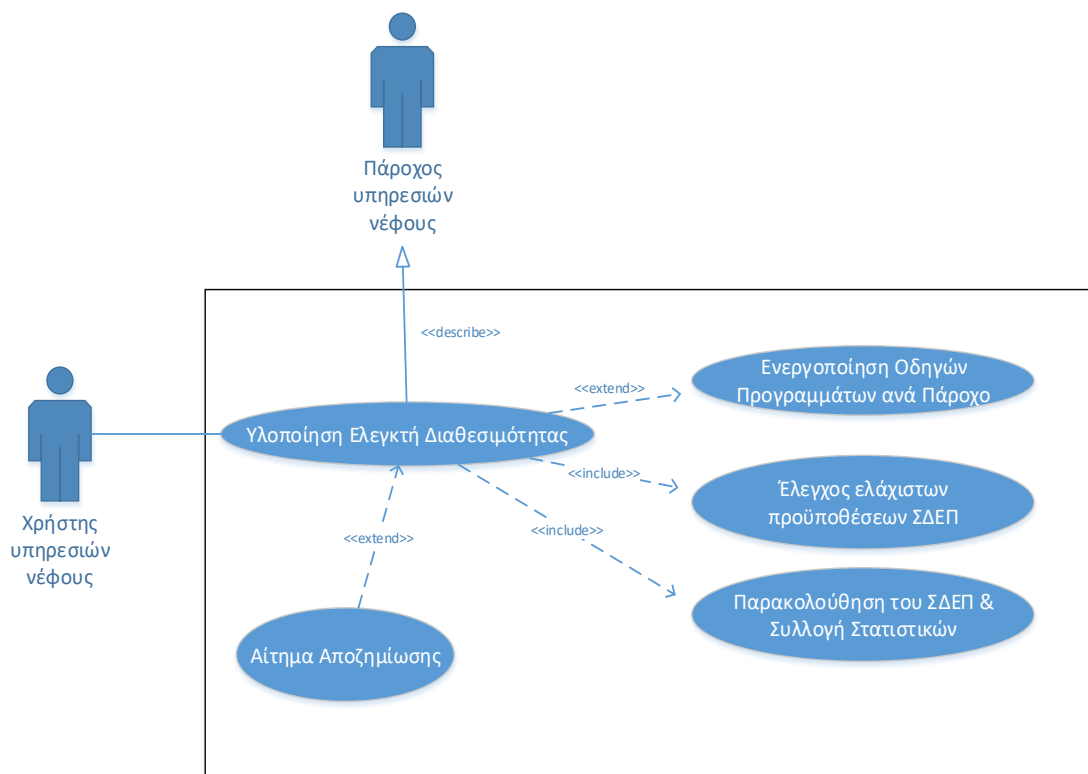 Πάροχος
υπηρεσιών
νέφους
<<describe>>
Ενεργοποίηση Οδηγών
Προγραμμάτων ανά Πάροχο
<<extend>>
Υλοποίηση Ελεγκτή Διαθεσιμότητας
<<include>>
Έλεγχος ελάχιστων
προϋποθέσεων ΣΔΕΠ
Χρήστης
υπηρεσιών
νέφους
<<extend>>
<<include>>
Παρακολούθηση του ΣΔΕΠ &
Συλλογή Στατιστικών
Αίτημα Αποζημίωσης